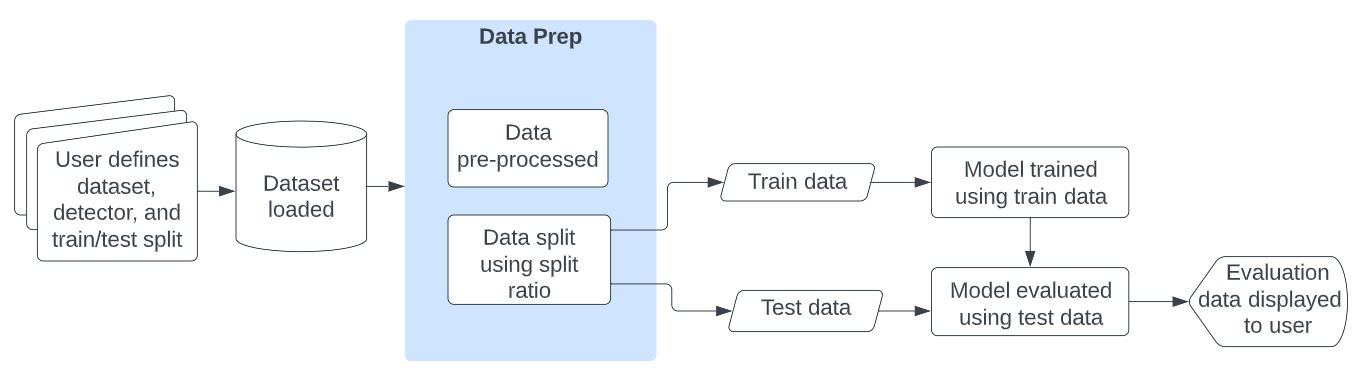 User defines
dataset,
detector, and
train/test split
Dataset
loaded
Data Prep
Data
pre-processed
Data split
using split
ratio
Train data
Test data
Model trained
using train data
Model evaluated
using test data
Evaluation
data displayed
to user